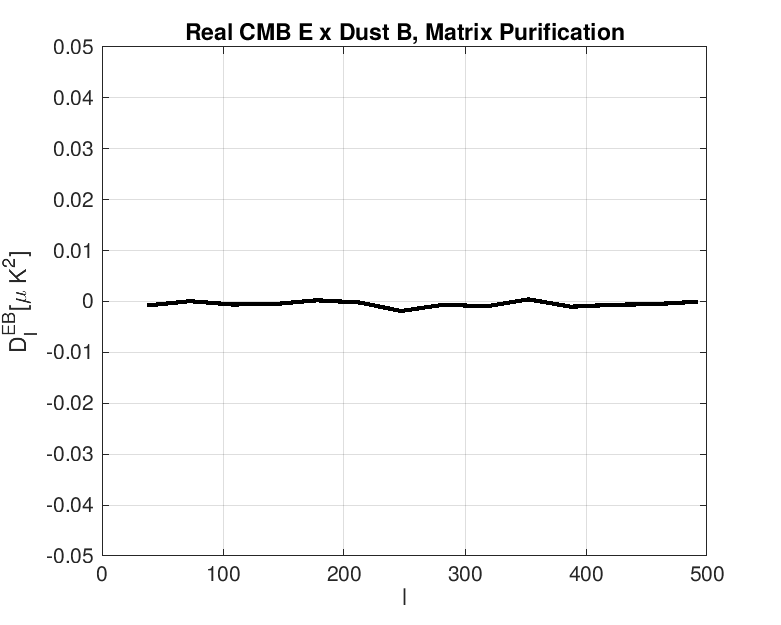 Real CMB E x Dust B, Matrix Purification
0.05
0.04
0.03
0.02
0.01
0
-0.01
-0.02
-0.03
-0.04
-0.05
D_l^{EB}[μ K^2]
0 100 200 300 400 500
l